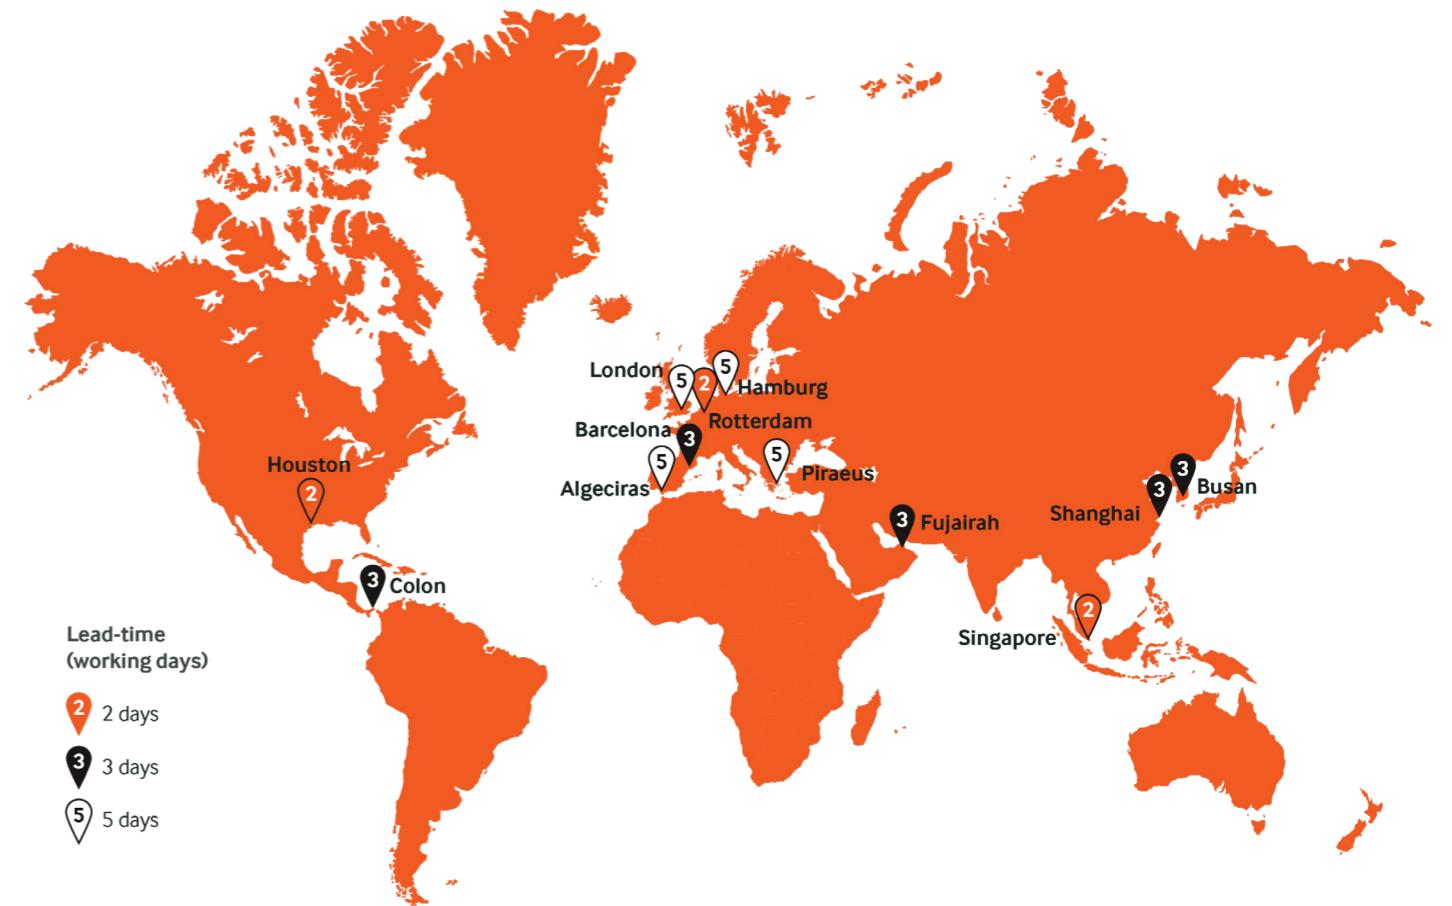 London
5
2
5
Hamburg
Rotterdam
Barcelona
3
5
Algeciras
5
Piraeus
Houston
2
3
Busan
3
Shanghai
3
Fujairah
3
Colon
2
Singapore
Lead-time
(working days)
2 2 days
3 3 days
5 5 days